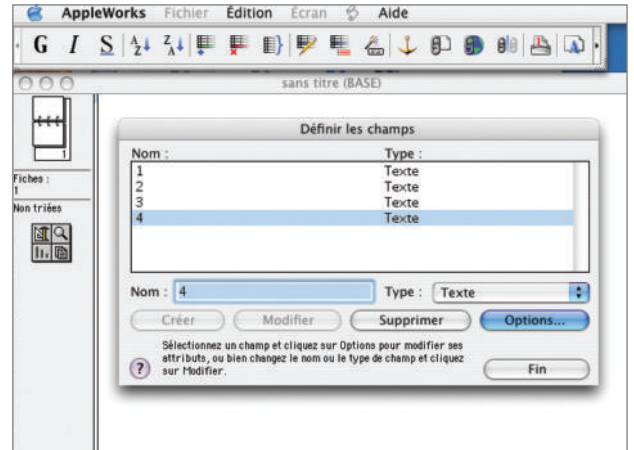 AppleWorks Fichier Édition Écran Aide
G I S
sans titre (BASE)
1
Fiches :
1
Non triées
Définir les champs
Nom : Type :
1 Texte
2 Texte
3 Texte
4 Texte
Nom : 4 Type : Texte
Créer Modifier Supprimer Options...
Sélectionnez un champ et cliquez sur Options pour modifier ses
attributs, ou bien changez le nom ou le type de champ et cliquez
sur Modifier.
? Fin